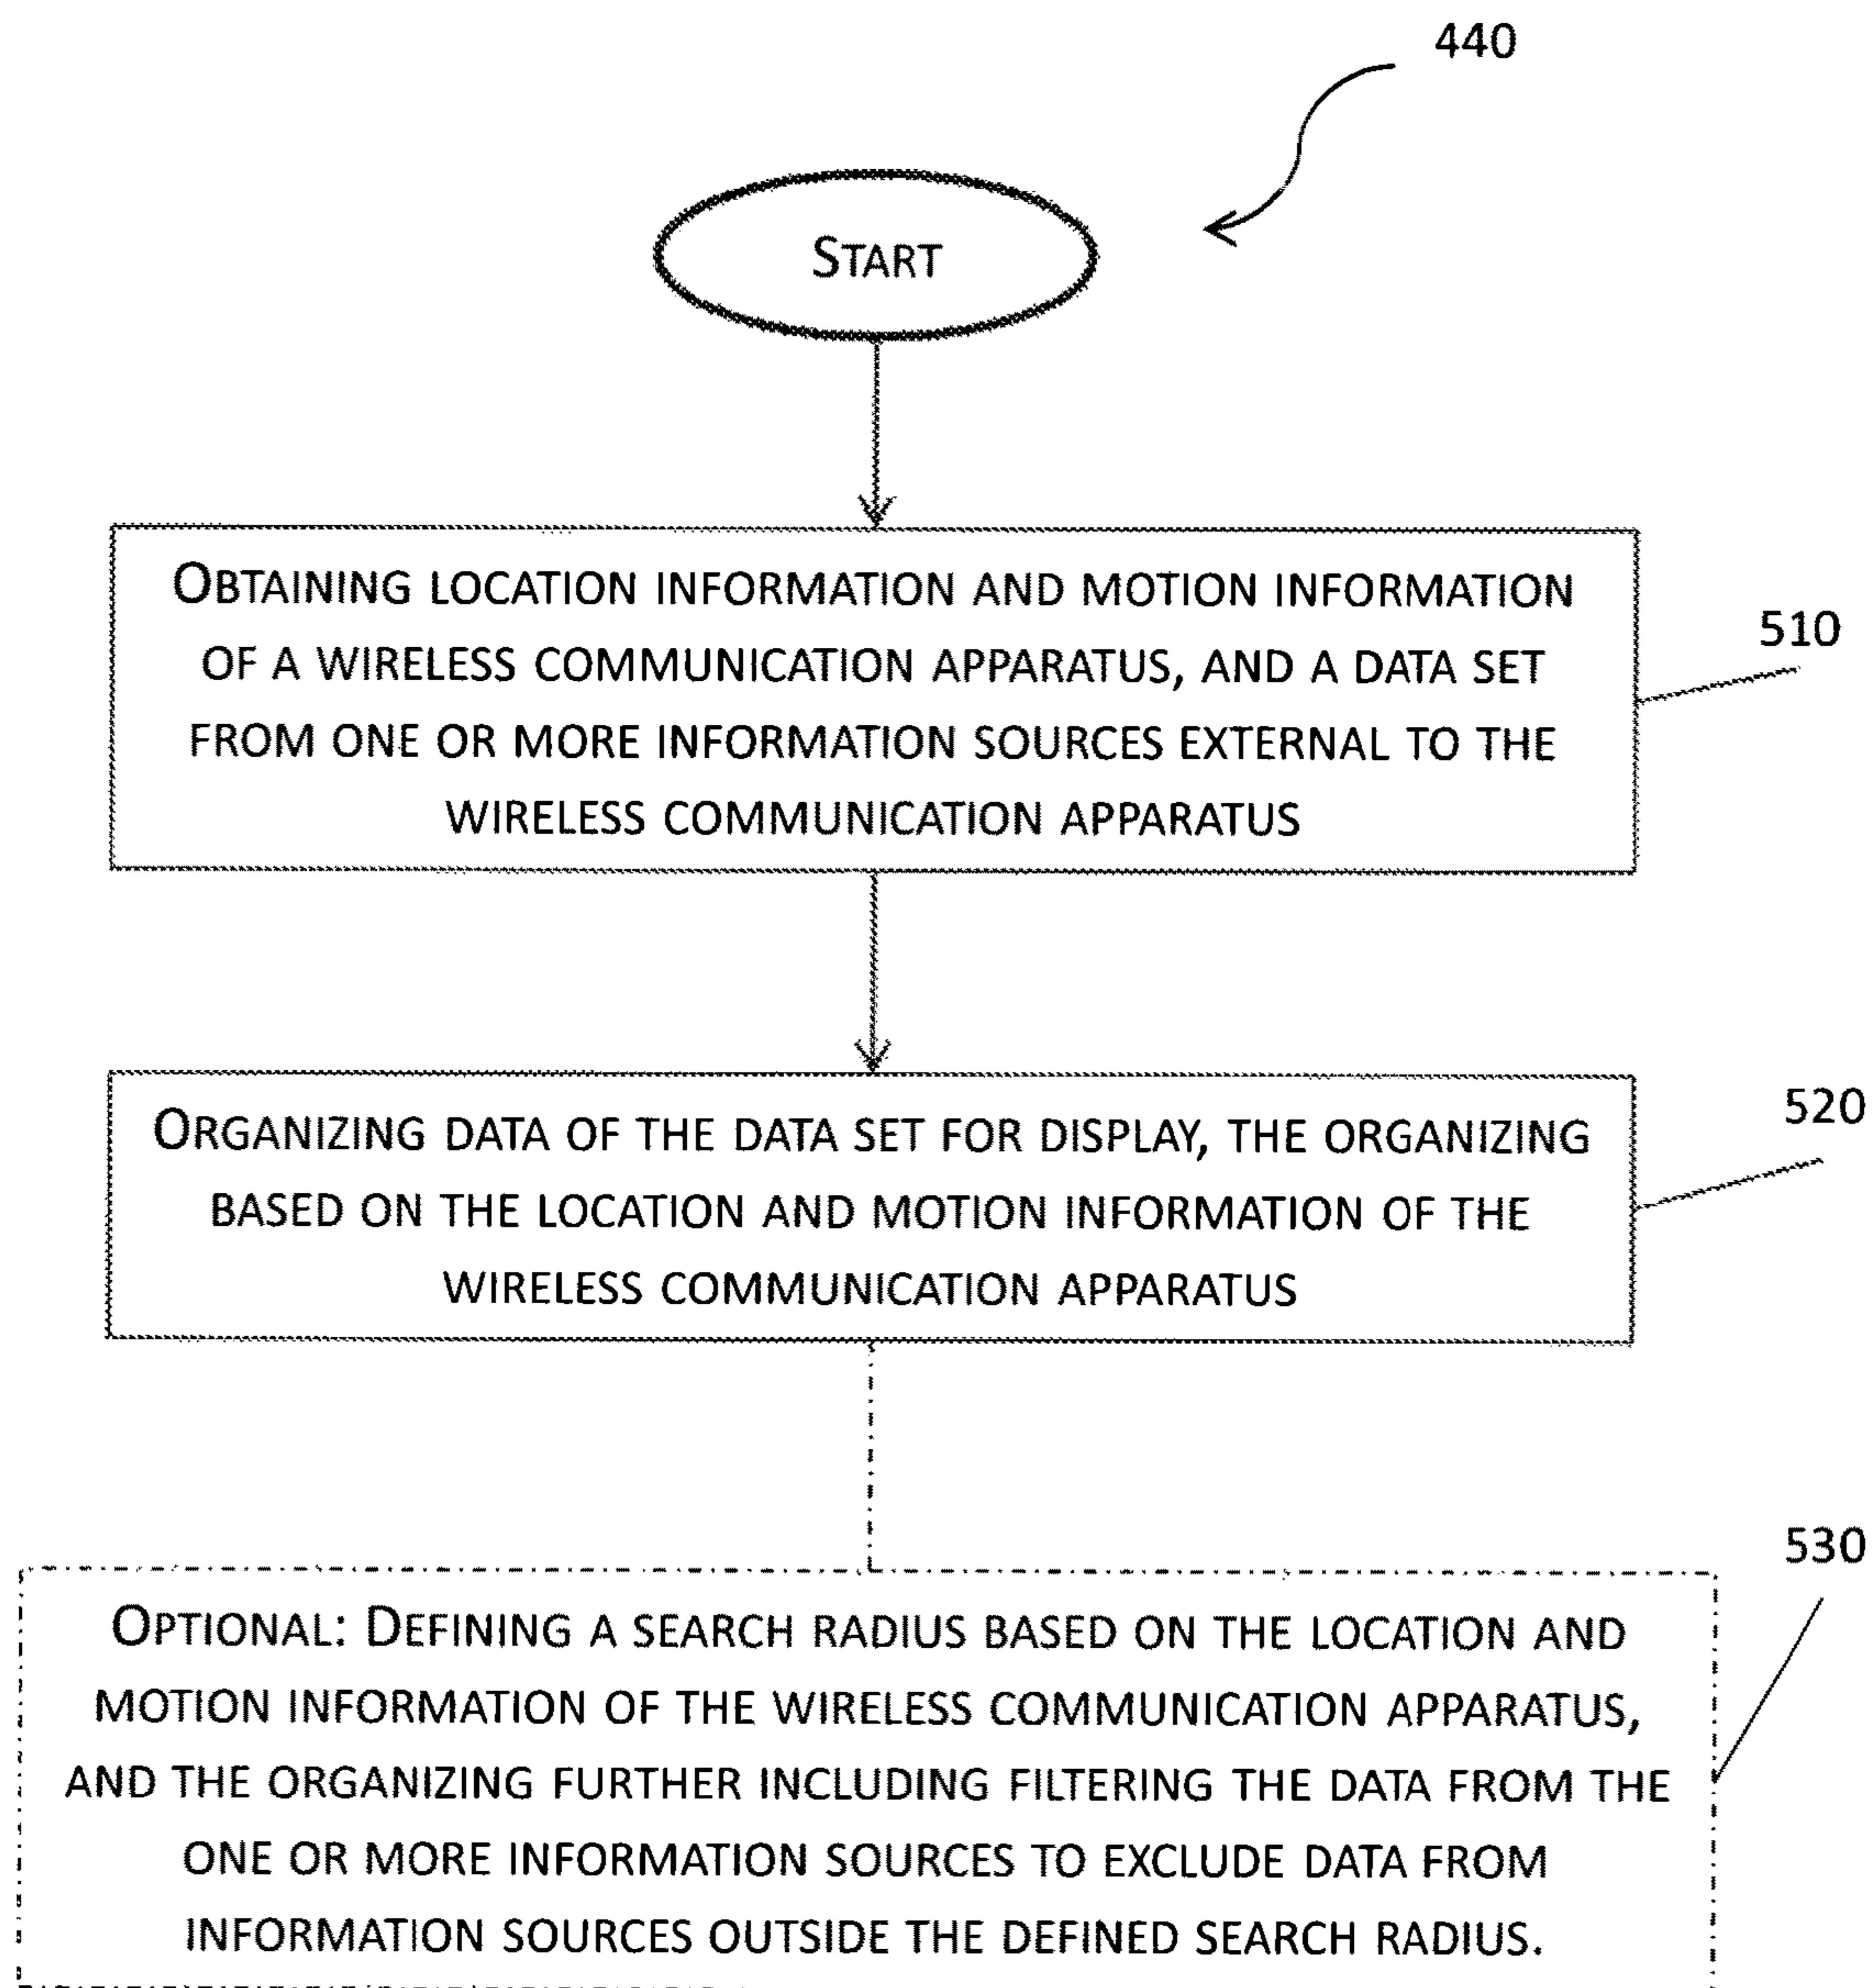 440
START
OBTAINING LOCATION INFORMATION AND MOTION INFORMATION
OF A WIRELESS COMMUNICATION APPARATUS, AND A DATA SET
FROM ONE OR MORE INFORMATION SOURCES EXTERNAL TO THE
WIRELESS COMMUNICATION APPARATUS
510
ORGANIZING DATA OF THE DATA SET FOR DISPLAY, THE ORGANIZING
BASED ON THE LOCATION AND MOTION INFORMATION OF THE
WIRELESS COMMUNICATION APPARATUS
520
OPTIONAL: DEFINING A SEARCH RADIUS BASED ON THE LOCATION AND
MOTION INFORMATION OF THE WIRELESS COMMUNICATION APPARATUS,
AND THE ORGANIZING FURTHER INCLUDING FILTERING THE DATA FROM THE
ONE OR MORE INFORMATION SOURCES TO EXCLUDE DATA FROM
INFORMATION SOURCES OUTSIDE THE DEFINED SEARCH RADIUS.
530